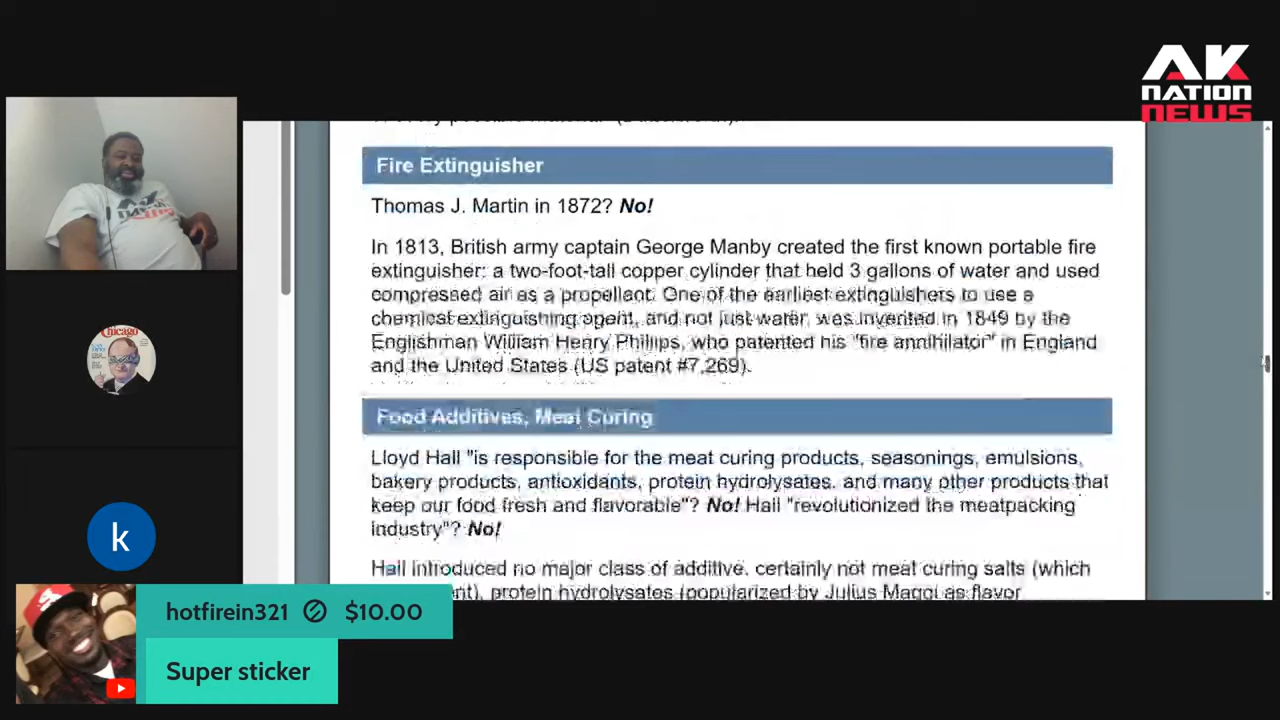 AK
NATION
NEWS
Fire Extinguisher
Thomas J. Martin in 1872? No!
In 1813, British army captain George Manby created the first known portable fire
extinguisher: a two-foot-tall copper cylinder that held 3 gallons of water and used
compressed air as a propellant. One of the earliest extinguishers to use a
chemical extinguishing agent, and not just water, was invented in 1849 by the
Englishman William Henry Phillips, who patented his "fire annihilator" in England
and the United States (US patent #7,269).
Food Additives, Meat Curing
Lloyd Hall "is responsible for the meat curing products, seasonings, emulsions,
bakery products, antioxidants, protein hydrolysates, and many other products that
keep our food fresh and flavorable"? No! Hall "revolutionized the meatpacking
industry"? No!
Hall introduced no major class of additive, certainly not meat curing salts (which
protein hydrolysates (popularized by Julius Maggi as flavor
Chicago
k
hotfirein321 $10.00
Super sticker